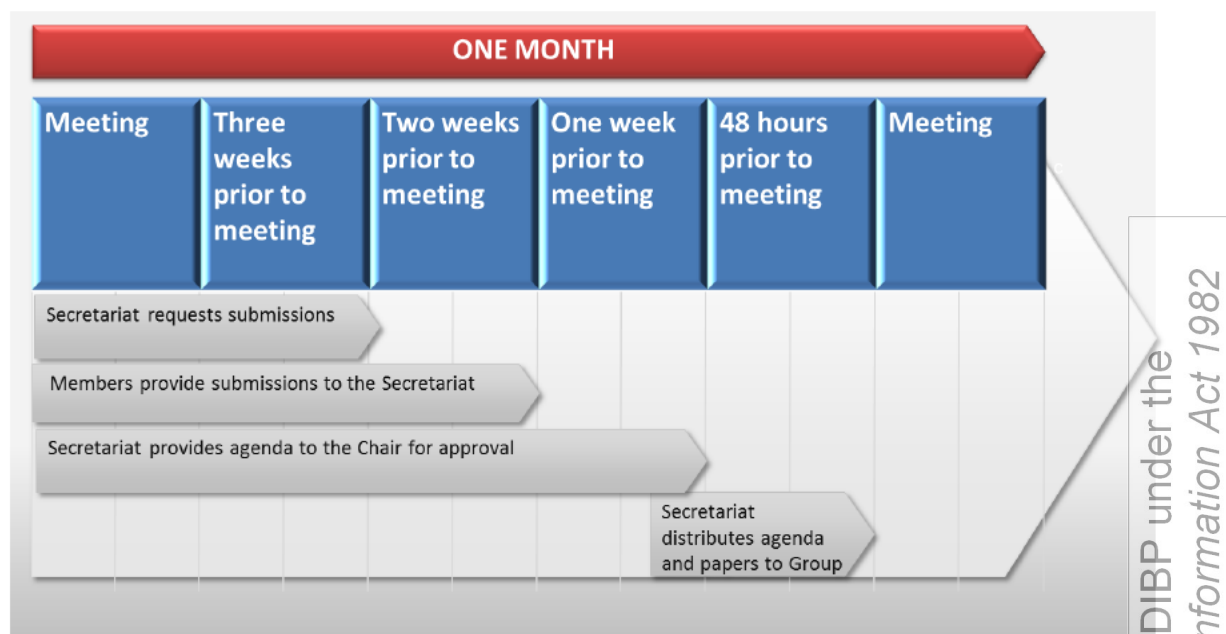 ONE MONTH
Meeting
Three
weeks
prior to
meeting
Two weeks
prior to
meeting
One week
prior to
meeting
48 hours
prior to
meeting
Meeting
Secretariat requests submissions
Members provide submissions to the Secretariat
Secretariat provides agenda to the Chair for approval
Secretariat
distributes agenda
and papers to Group
DIBP under the
nformation Act 1982